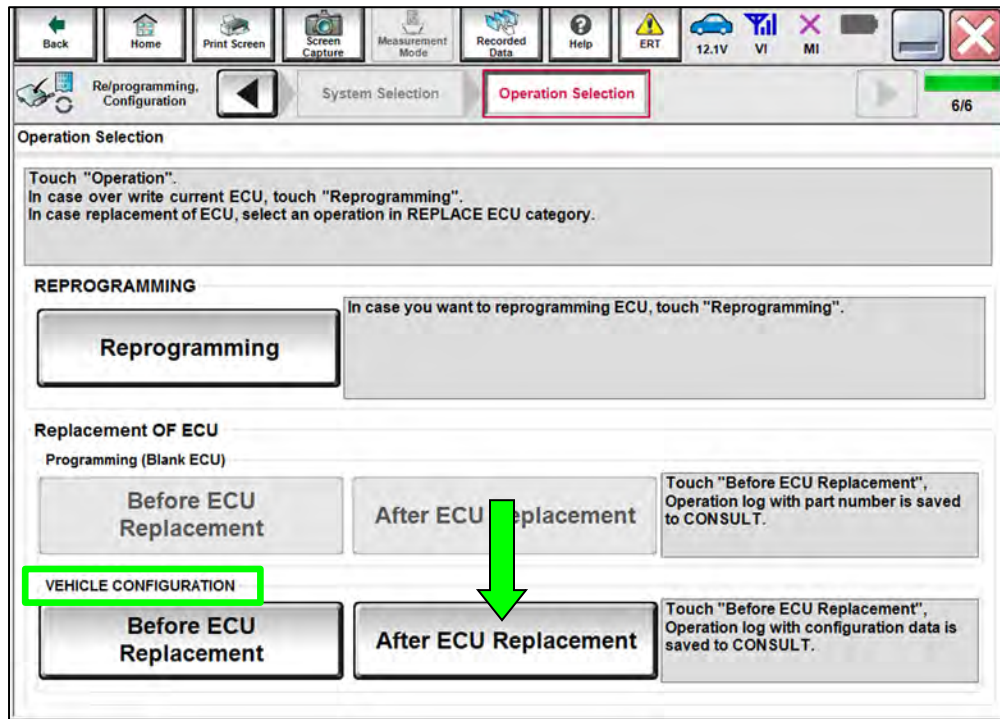 Back
Home
Print Screen
Screen
Capture
Measurement
Mode
Recorded
Data
Help
ERT
12.1V
VI
MI
Re/programming,
Configuration
System Selection
Operation Selection
6/6
Operation Selection
Touch "Operation".
In case over write current ECU, touch "Reprogramming".
In case replacement of ECU, select an operation in REPLACE ECU category.
REPROGRAMMING
Reprogramming
In case you want to reprogramming ECU, touch "Reprogramming".
Replacement OF ECU
Programming (Blank ECU)
Before ECU
Replacement
After ECU Replacement
Touch "Before ECU Replacement",
Operation log with part number is saved
to CONSULT.
VEHICLE CONFIGURATION
Before ECU
Replacement
After ECU Replacement
Touch "Before ECU Replacement",
Operation log with configuration data is
saved to CONSULT.